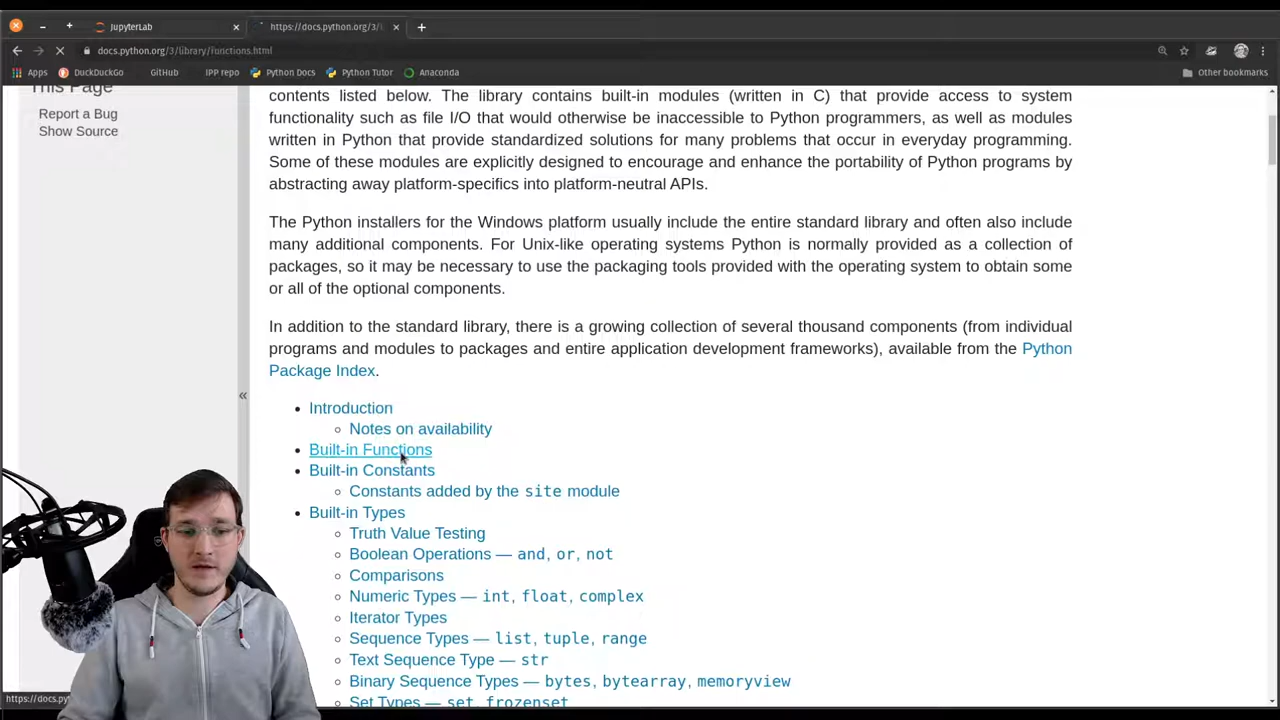 JupyterLab
https://docs.python.org/3/l
docs.python.org/3/library/functions.html
Apps
DuckDuckGo
GitHub
IPP repo
Python Docs
Python Tutor
Anaconda
Other bookmarks
This Page
Report a Bug
Show Source
contents listed below. The library contains built-in modules (written in C) that provide access to system
functionality such as file I/O that would otherwise be inaccessible to Python programmers, as well as modules
written in Python that provide standardized solutions for many problems that occur in everyday programming.
Some of these modules are explicitly designed to encourage and enhance the portability of Python programs by
abstracting away platform-specifics into platform-neutral APIs.
The Python installers for the Windows platform usually include the entire standard library and often also include
many additional components. For Unix-like operating systems Python is normally provided as a collection of
packages, so it may be necessary to use the packaging tools provided with the operating system to obtain some
or all of the optional components.
In addition to the standard library, there is a growing collection of several thousand components (from individual
programs and modules to packages and entire application development frameworks), available from the Python
Package Index.
«
• Introduction
◦ Notes on availability
• Built-in Functions
• Built-in Constants
◦ Constants added by the site module
• Built-in Types
◦ Truth Value Testing
◦ Boolean Operations — and, or, not
◦ Comparisons
◦ Numeric Types — int, float, complex
◦ Iterator Types
◦ Sequence Types — list, tuple, range
◦ Text Sequence Type — str
◦ Binary Sequence Types — bytes, bytearray, memoryview
◦ Set Types — set, frozenset
https://docs.py